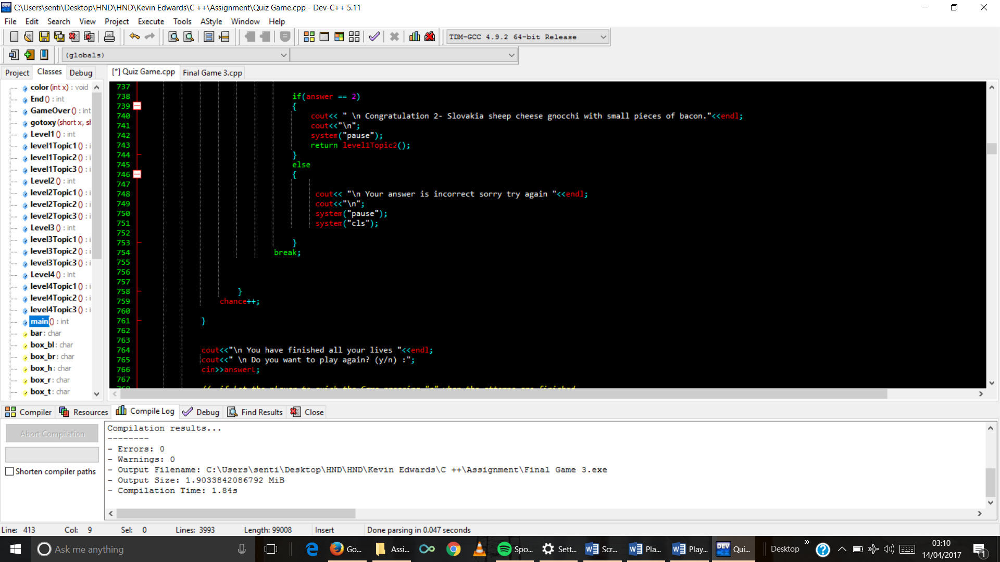 C:\Users\senti\Desktop\HND\HND\Kevin Edwards\C ++\Assignment\Quiz Game.cpp - Dev-C++ 5.11
File Edit Search View Project Execute Tools AStyle Window Help
TDM-GCC 4.9.2 64-bit Release
(globals)
Project Classes Debug
[*] Quiz Game.cpp Final Game 3.cpp
color (int x) : void
End () : int
GameOver () : int
gotoxy (short x, sh
Level1 () : int
level1Topic1 () : i
level1Topic2 () : i
level1Topic3 () : i
Level2 () : int
level2Topic1 () : i
level2Topic2 () : i
level2Topic3 () : i
Level3 () : int
level3Topic1 () : i
level3Topic2 () : i
level3Topic3 () : i
Level4 () : int
level4Topic1 () : i
level4Topic2 () : i
level4Topic3 () : i
main () : int
bar : char
box_bl : char
box_br : char
box_h : char
box_r : char
box_t : char
737
738 if(answer == 2)
739 {
740 cout<< " \n Congratulation 2- Slovakia sheep cheese gnocchi with small pieces of bacon."<<endl;
741 cout<<"\n";
742 system("pause");
743 return level1Topic2();
744 }
745 else
746 {
747
748 cout<< "\n Your answer is incorrect sorry try again "<<endl;
749 cout<<"\n";
750 system("pause");
751 system("cls");
752
753 }
754 break;
755
756
757
758 }
759 chance++;
760
761 }
762
763
764 cout<<"\n You have finished all your lives "<<endl;
765 cout<<" \n Do you want to play again? (y/n) :";
766 cin>>answerL;
767
Compiler Resources Compile Log Debug Find Results Close
Abort Compilation
Shorten compiler paths
Compilation results...
--------
- Errors: 0
- Warnings: 0
- Output Filename: C:\Users\senti\Desktop\HND\HND\Kevin Edwards\C ++\Assignment\Final Game 3.exe
- Output Size: 1.9033842086792 MiB
- Compilation Time: 1.84s
Line: 413 Col: 9 Sel: 0 Lines: 3993 Length: 99008 Insert Done parsing in 0.047 seconds
Ask me anything
Go... Assi... Spo... Sett... Scr... Pla... Play... DEV Qui... Desktop
03:10
14/04/2017
1